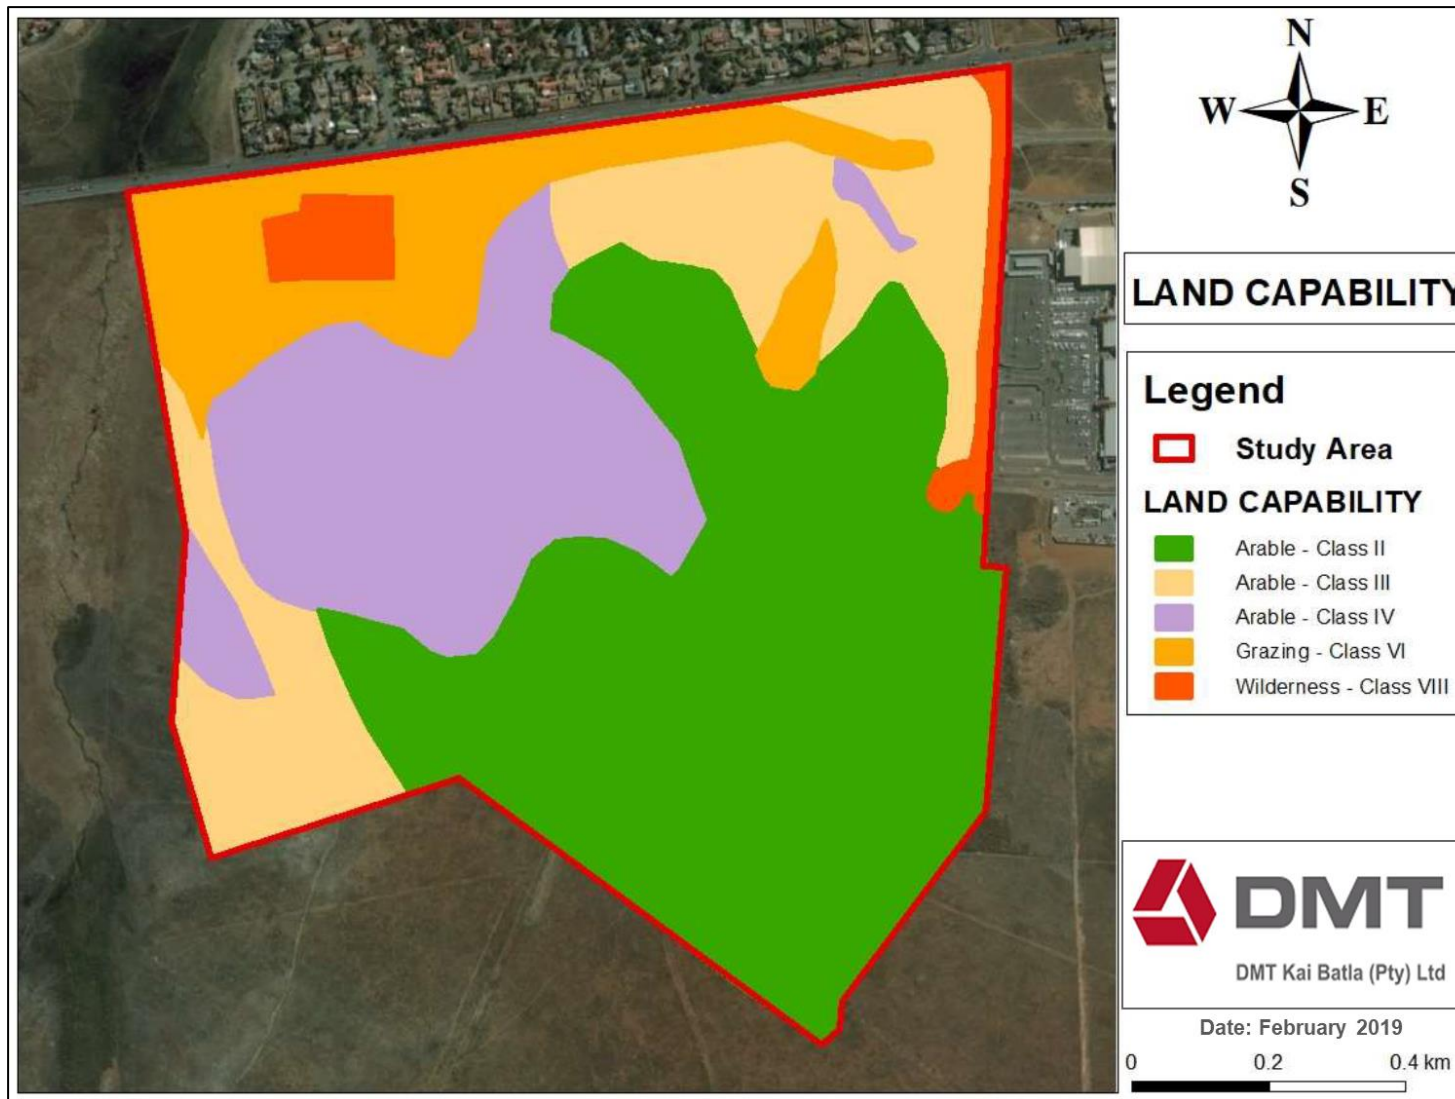 N
W E
S
LAND CAPABILITY
Legend
Study Area
LAND CAPABILITY
Arable - Class II
Arable - Class III
Arable - Class IV
Grazing - Class VI
Wilderness - Class VIII
DMT
DMT Kai Batla (Pty) Ltd
Date: February 2019
0 0.2 0.4 km